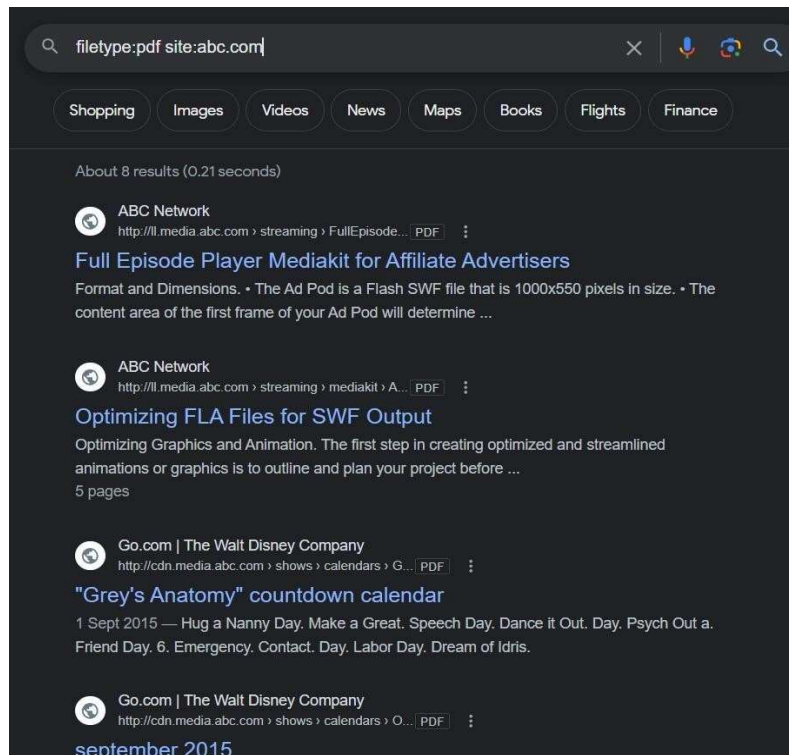 filetype:pdf site:abc.com
Shopping Images Videos News Maps Books Flights Finance
About 8 results (0.21 seconds)
ABC Network
http://ll.media.abc.com › streaming › FullEpisode... PDF
Full Episode Player Mediakit for Affiliate Advertisers
Format and Dimensions. • The Ad Pod is a Flash SWF file that is 1000x550 pixels in size. • The
content area of the first frame of your Ad Pod will determine ...
ABC Network
http://ll.media.abc.com › streaming › mediakit › A... PDF
Optimizing FLA Files for SWF Output
Optimizing Graphics and Animation. The first step in creating optimized and streamlined
animations or graphics is to outline and plan your project before ...
5 pages
Go.com | The Walt Disney Company
http://cdn.media.abc.com › shows › calendars › G... PDF
"Grey's Anatomy" countdown calendar
1 Sept 2015 — Hug a Nanny Day. Make a Great. Speech Day. Dance it Out. Day. Psych Out a.
Friend Day. 6. Emergency. Contact. Day. Labor Day. Dream of Idris.
Go.com | The Walt Disney Company
http://cdn.media.abc.com › shows › calendars › O... PDF
september 2015